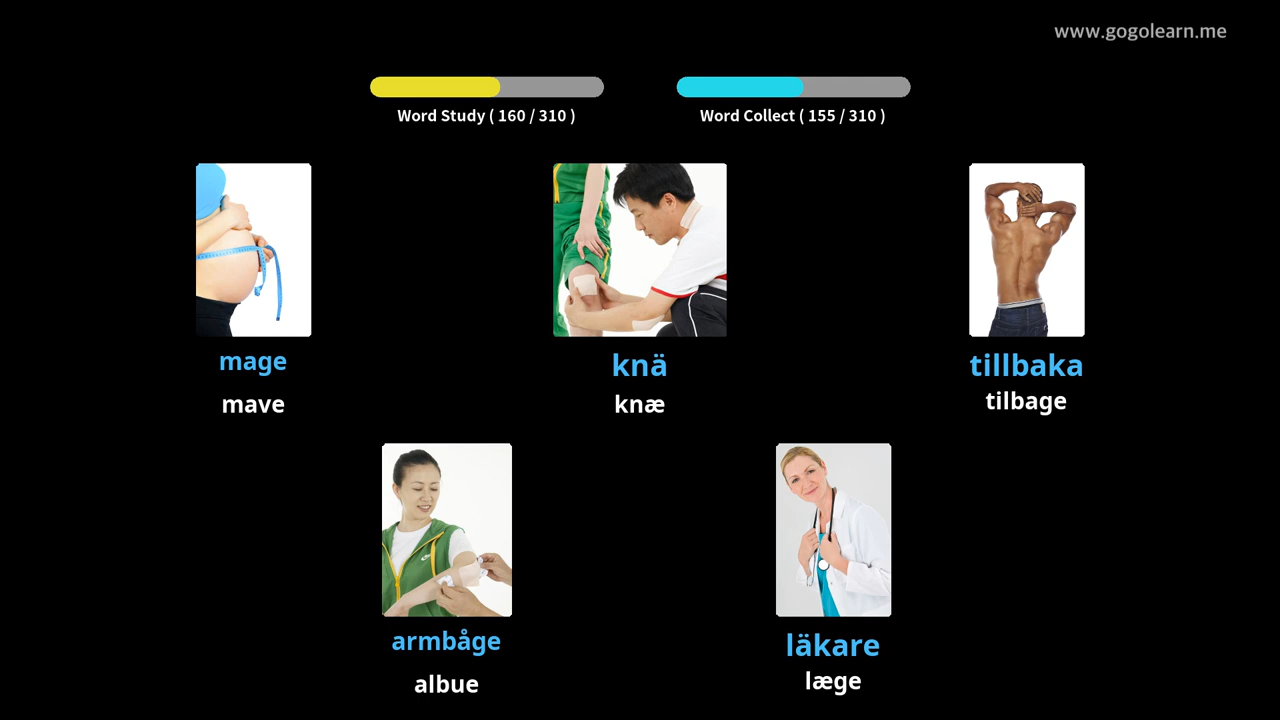 www.gogolearn.me
Word Study ( 160 / 310 )
Word Collect ( 155 / 310 )
mage
mave
knä
knæ
tillbaka
tilbage
armbåge
albue
läkare
læge